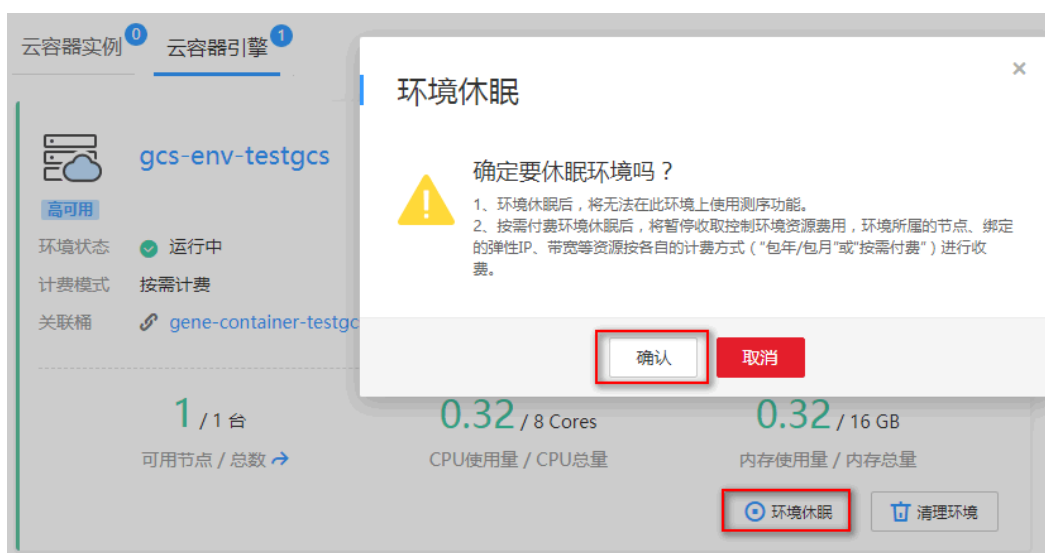 云容器实例 0 云容器引擎 1
环境休眠
×
gcs-env-testgcs
高可用
环境状态 运行中
计费模式 按需计费
关联桶 gene-container-testgc
确定要休眠环境吗？
1、环境休眠后，将无法在此环境上使用测序功能。
2、按需付费环境休眠后，将暂停收取控制环境资源费用，环境所属的节点、绑定
的弹性IP、带宽等资源按各自的计费方式（"包年/包月"或"按需付费"）进行收
费。
确认 取消
1 / 1 台 0.32 / 8 Cores 0.32 / 16 GB
可用节点 / 总数 CPU使用量 / CPU总量 内存使用量 / 内存总量
环境休眠 清理环境